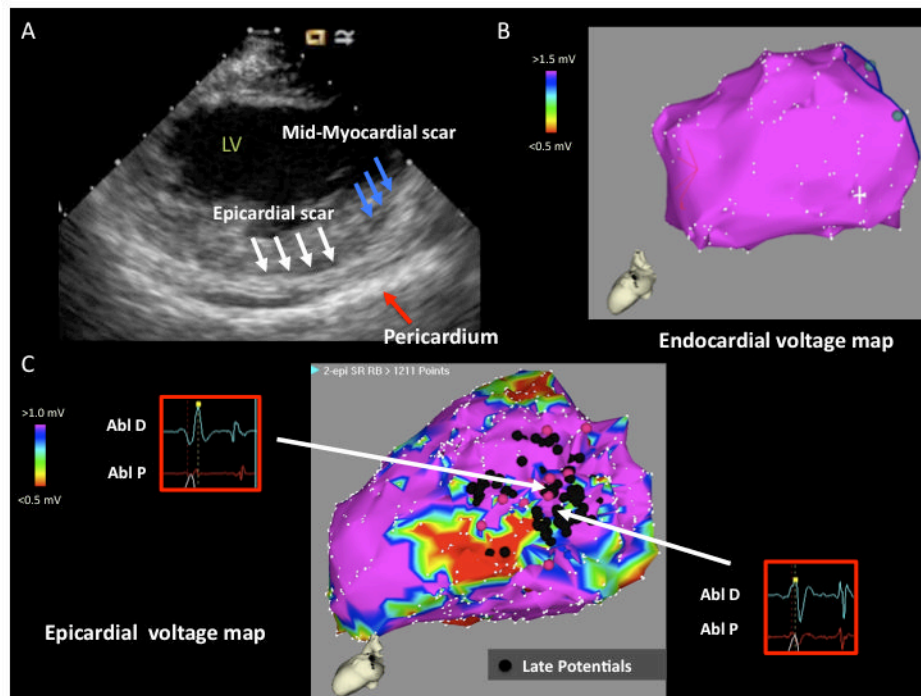 A
LV
Mid-Myocardial scar
Epicardial scar
Pericardium
B
>1.5 mV
<0.5 mV
Endocardial voltage map
C
>1.0 mV
<0.5 mV
Abl D
Abl P
2-epi SR RB > 1211 Points
Epicardial voltage map
Late Potentials
Abl D
Abl P